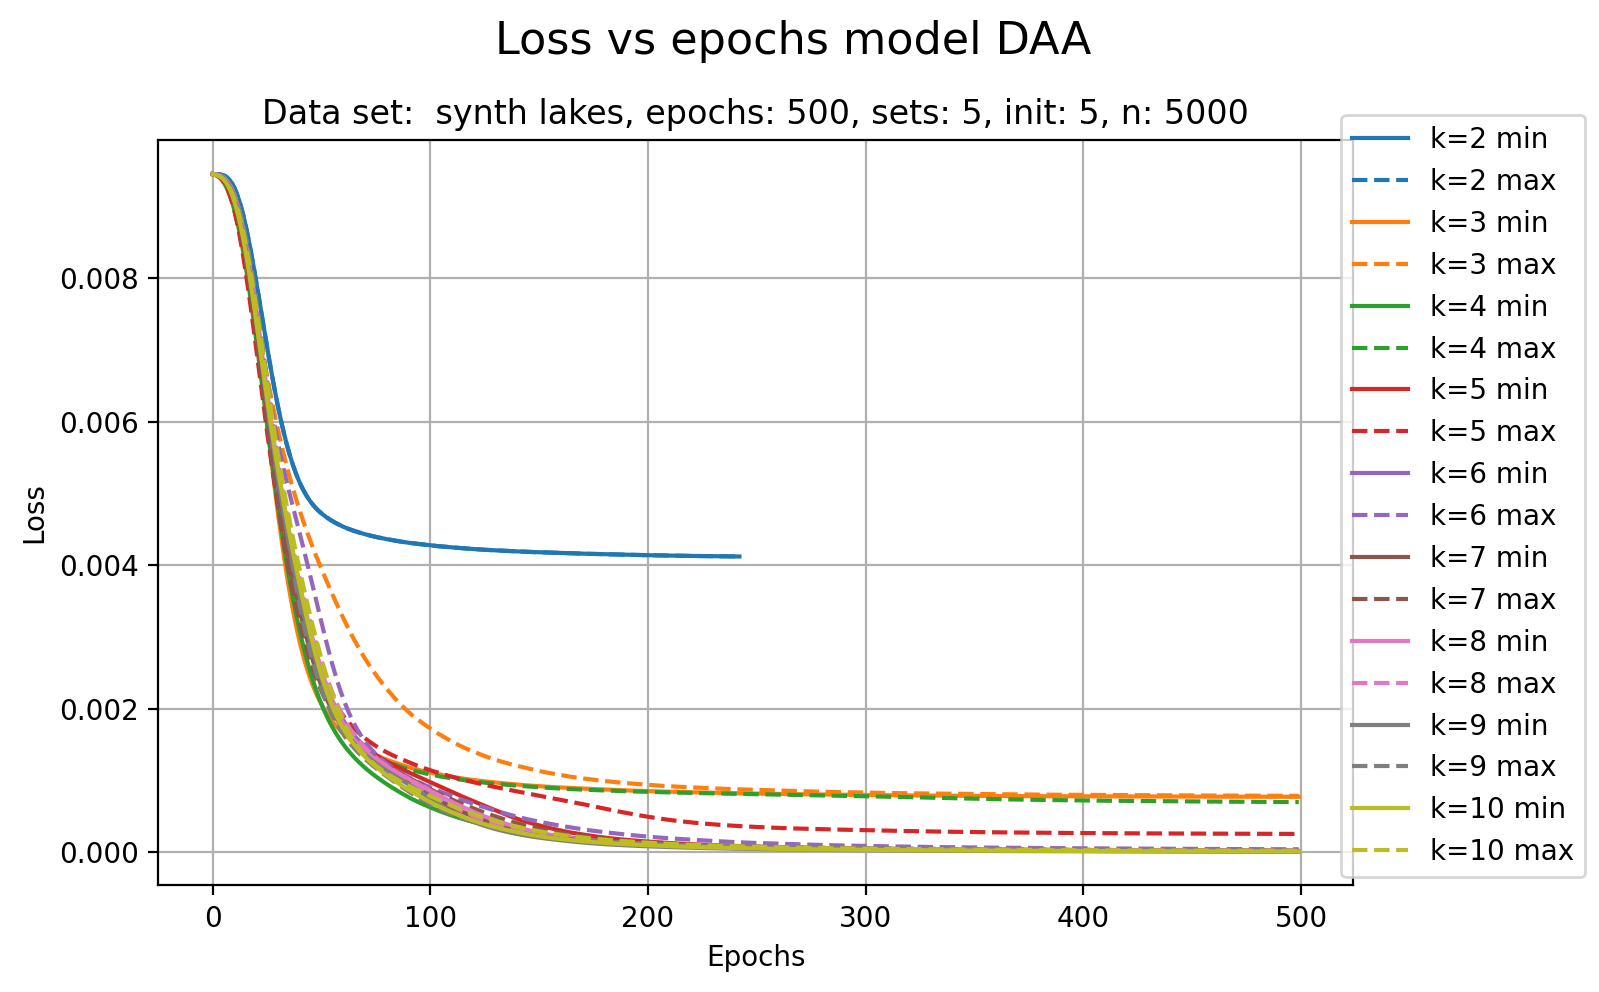 Loss vs epochs model DAA
Data set:  synth lakes, epochs: 500, sets: 5, init: 5, n: 5000
k=2 min
k=2 max
k=3 min
k=3 max
k=4 min
k=4 max
k=5 min
k=5 max
k=6 min
k=6 max
k=7 min
k=7 max
k=8 min
k=8 max
k=9 min
k=9 max
k=10 min
k=10 max
Loss
0.008
0.006
0.004
0.002
0.000
0 100 200 300 400 500
Epochs